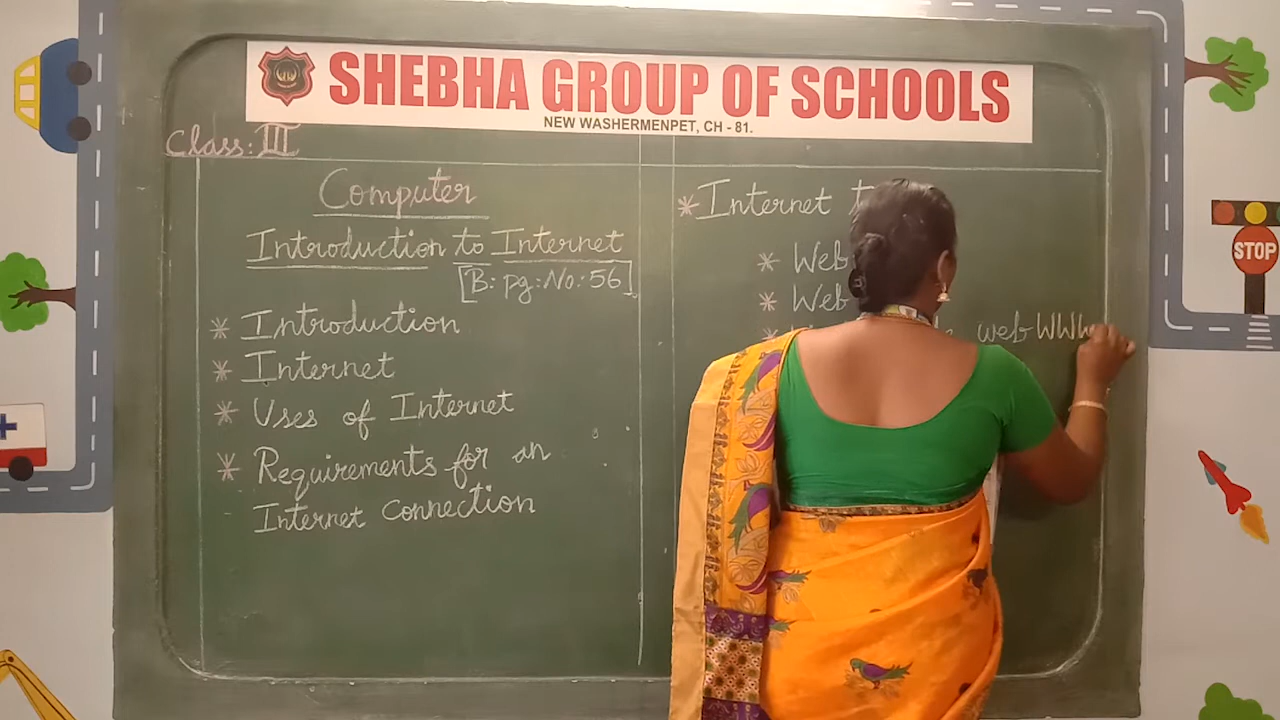 SHEBHA GROUP OF SCHOOLS
NEW WASHERMENPET, CH - 81.
Class: III
Computer
Introduction to Internet
[B: pg: No: 56]
* Introduction
* Internet
* Uses of Internet
* Requirements for an
Internet connection
* Internet
* Web
* Web
* web WW
STOP